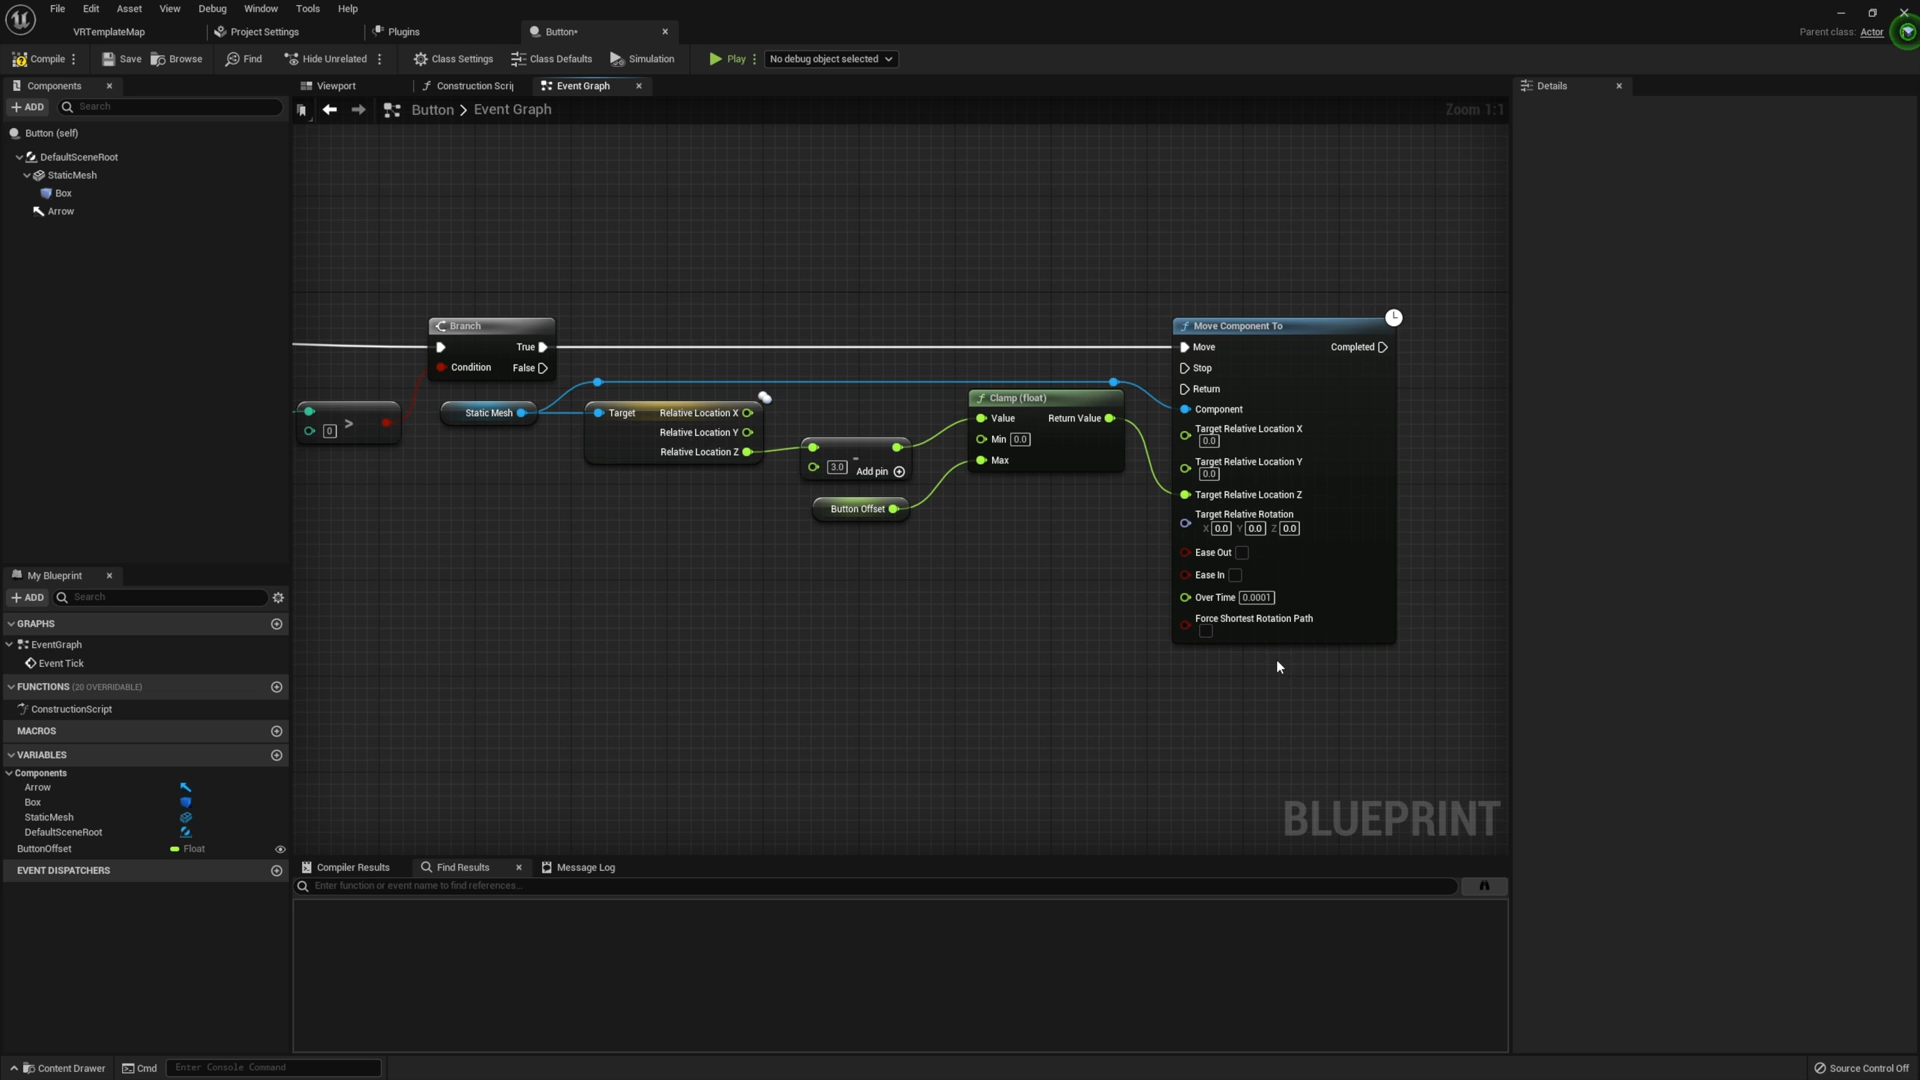 File Edit Asset View Debug Window Tools Help
VRTemplateMap Project Settings Plugins Button* Parent class: Actor
Compile Save Browse Find Hide Unrelated Class Settings Class Defaults Simulation Play No debug object selected
Components Viewport Construction Scrip Event Graph Details
ADD Search Button > Event Graph Zoom 1:1
Button (self)
DefaultSceneRoot
StaticMesh
Box
Arrow
Branch
True
Condition False
0 >
Static Mesh
Target Relative Location X
Relative Location Y
Relative Location Z
3.0 - Add pin
Button Offset
Clamp (float)
Value Return Value
Min 0.0
Max
Move Component To
Move Completed
Stop
Return
Component
Target Relative Location X
0.0
Target Relative Location Y
0.0
Target Relative Location Z
Target Relative Rotation
X 0.0 Y 0.0 Z 0.0
Ease Out
Ease In
Over Time 0.0001
Force Shortest Rotation Path
BLUEPRINT
My Blueprint
ADD Search
GRAPHS
EventGraph
Event Tick
FUNCTIONS (20 OVERRIDABLE)
ConstructionScript
MACROS
VARIABLES
Components
Arrow
Box
StaticMesh
DefaultSceneRoot
ButtonOffset Float
EVENT DISPATCHERS
Compiler Results Find Results Message Log
Enter function or event name to find references...
Content Drawer Cmd Enter Console Command Source Control Off